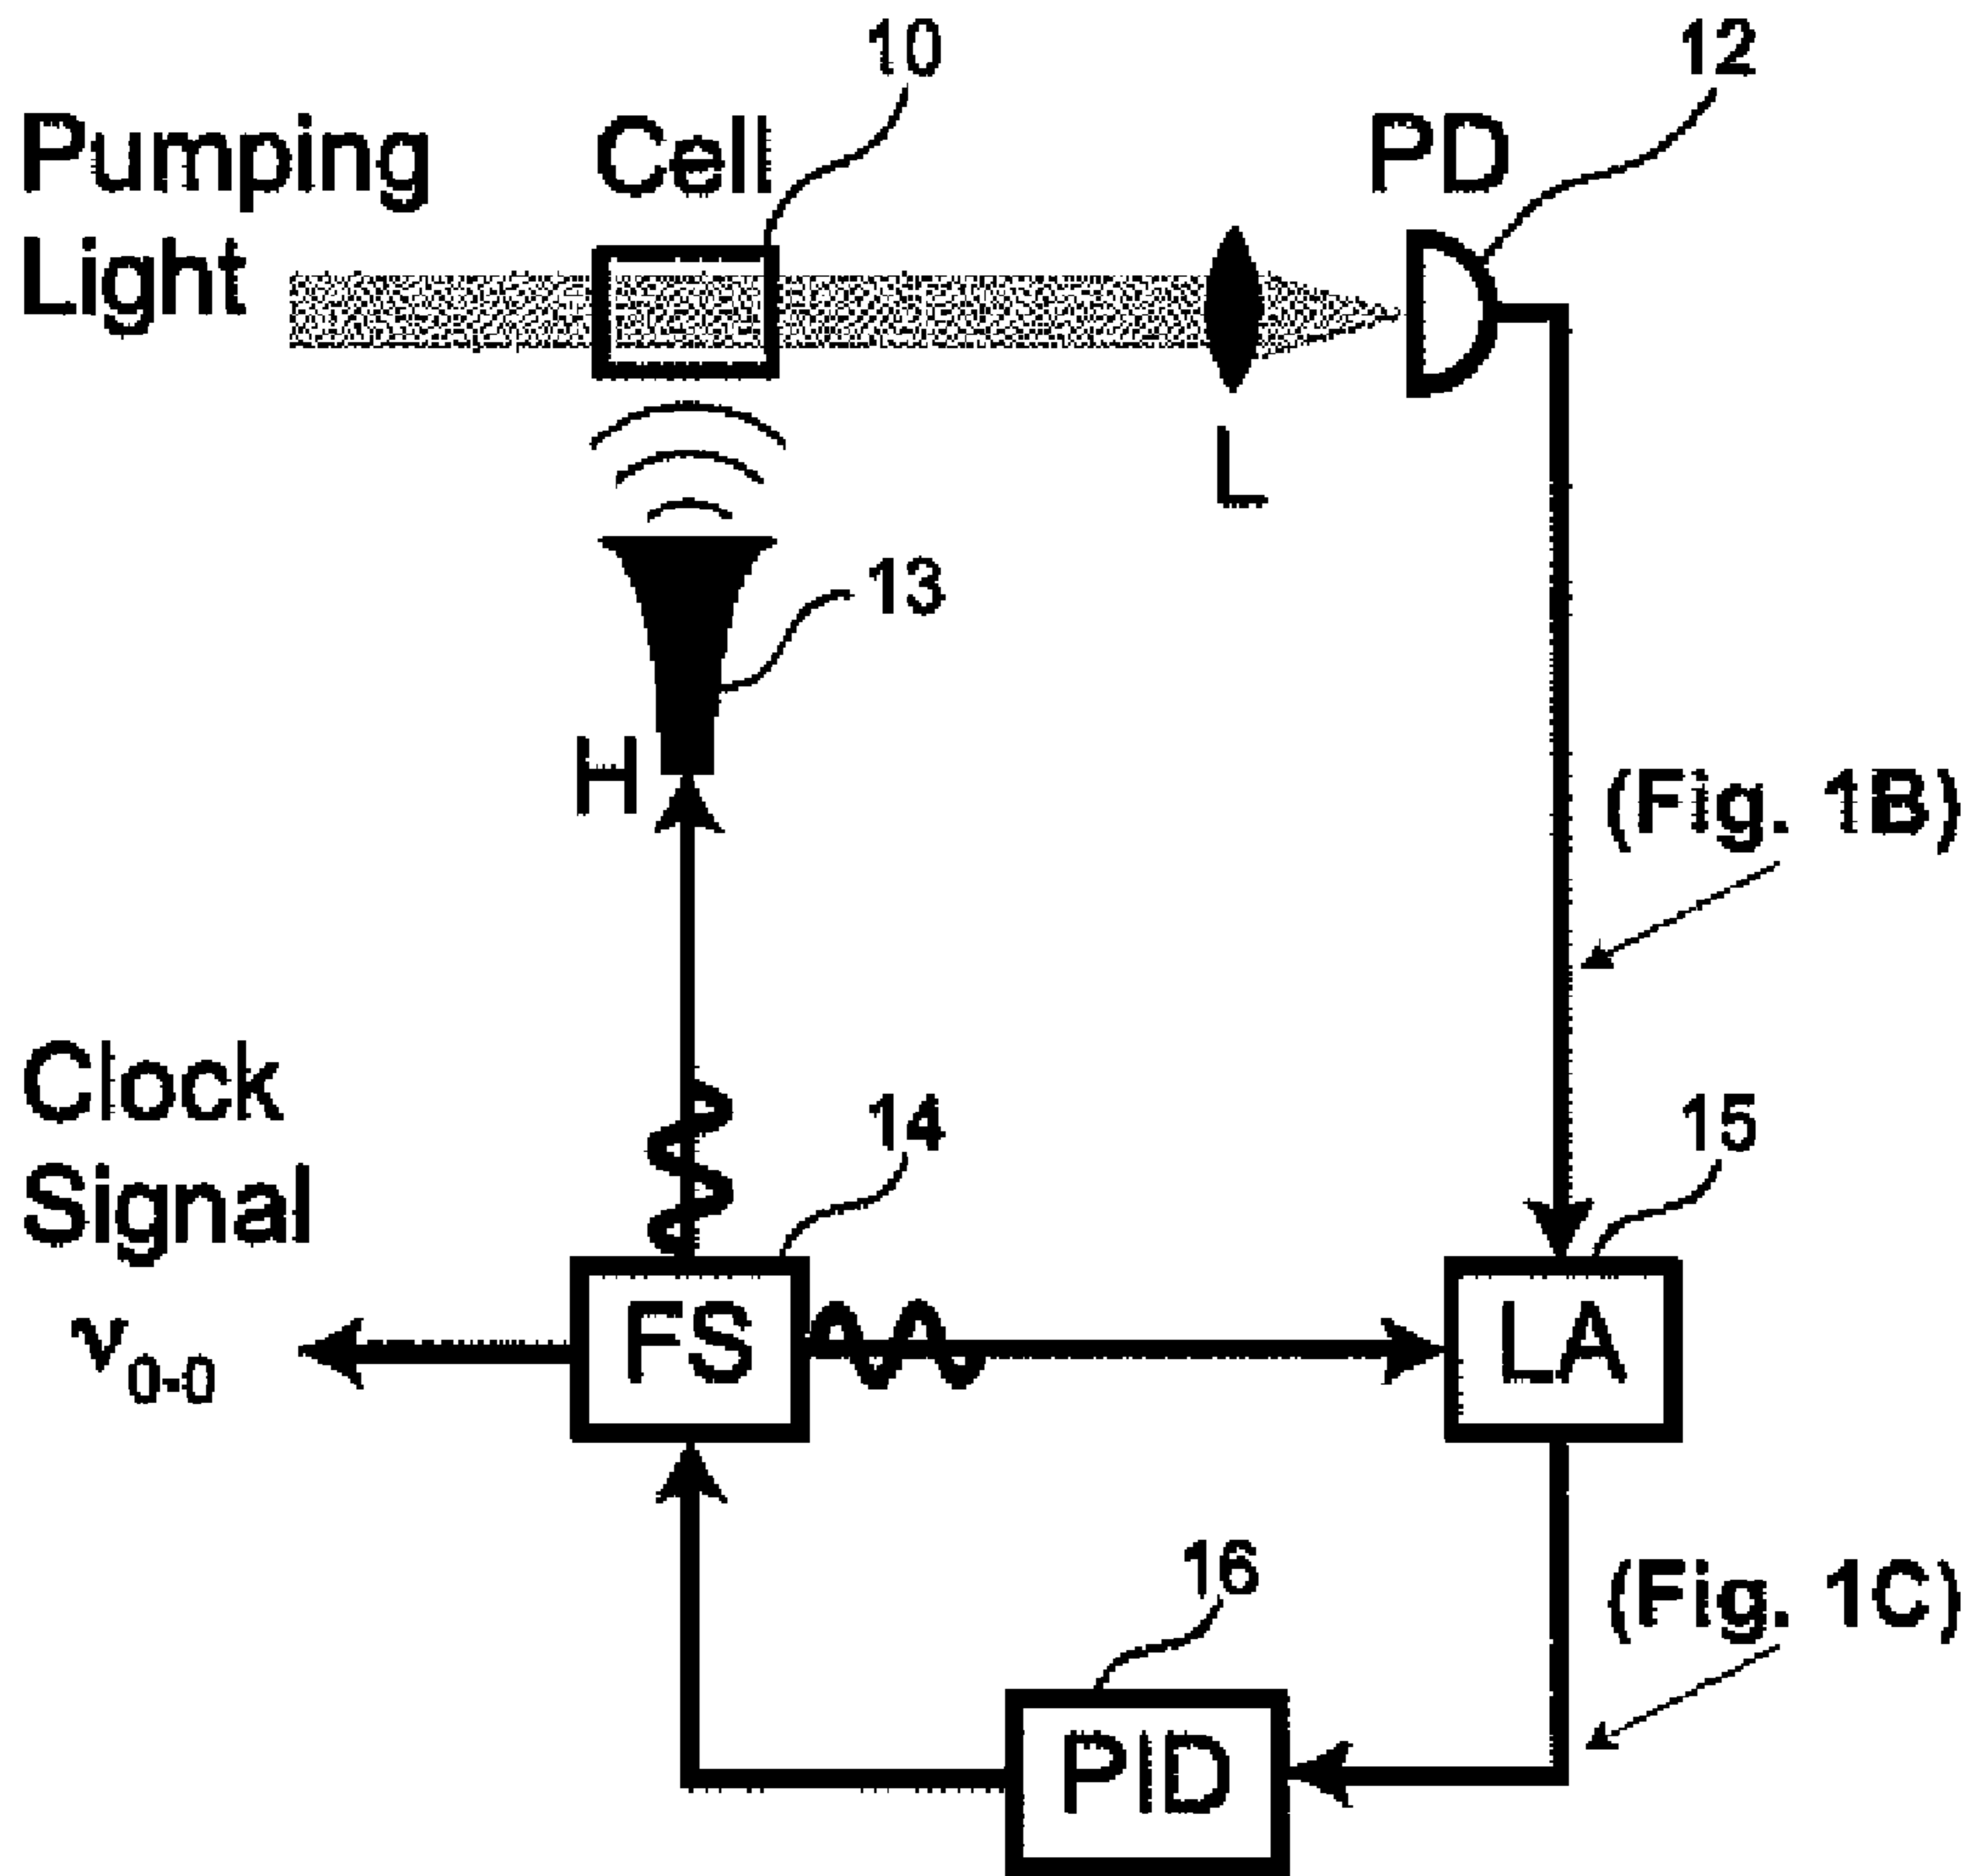 10
12
Pumping
Light
Cell
PD
L
13
H
(Fig. 1B)
Clock
Signal
14
15
ν0-0
FS
LA
16
(Fig. 1C)
PID